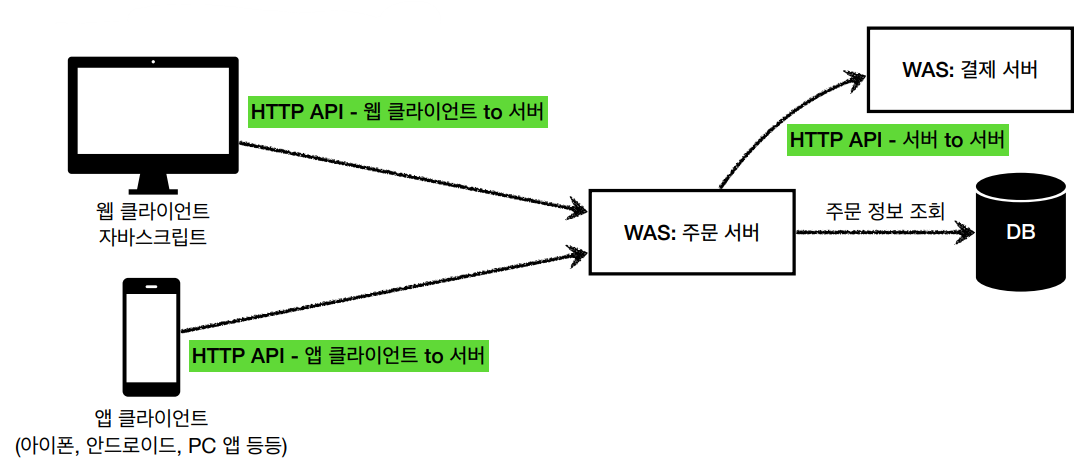 WAS: 결제 서버
HTTP API - 웹 클라이언트 to 서버
HTTP API - 서버 to 서버
웹 클라이언트
자바스크립트
WAS: 주문 서버
주문 정보 조회
DB
HTTP API - 앱 클라이언트 to 서버
앱 클라이언트
(아이폰, 안드로이드, PC 앱 등등)